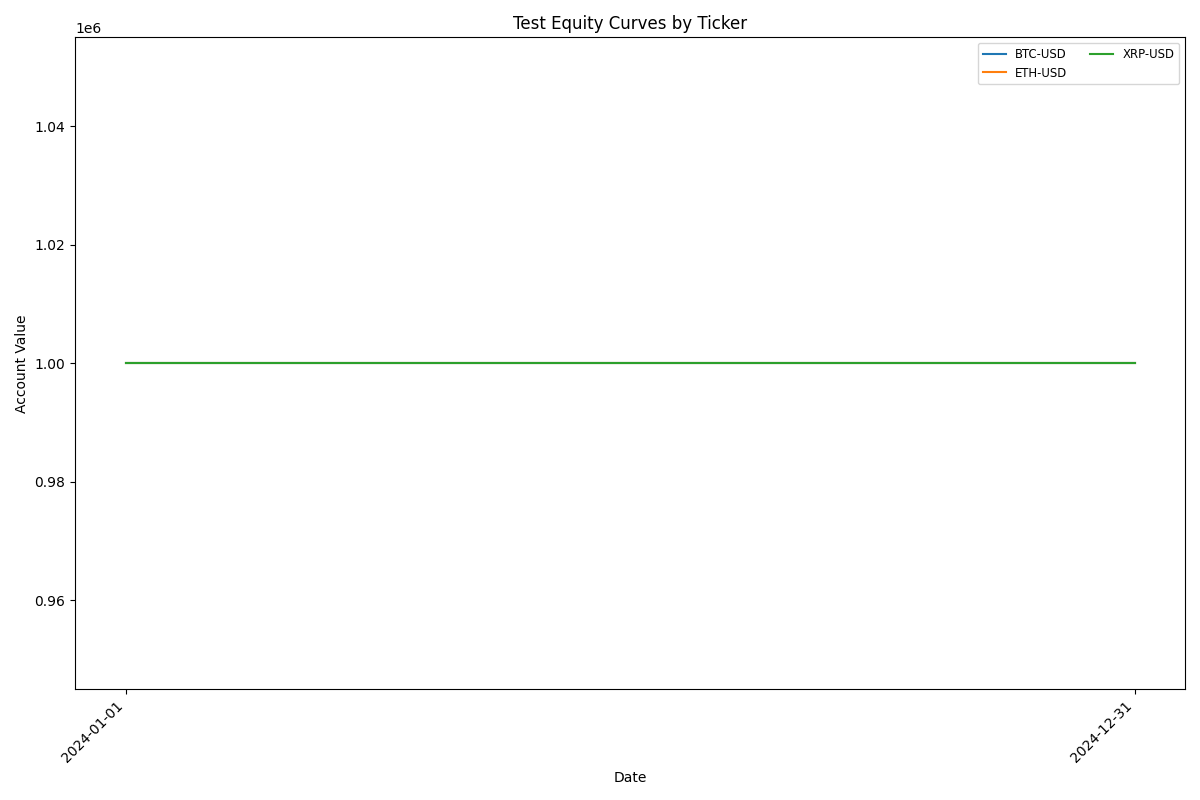 Test Equity Curves by Ticker
1e6
BTC-USD
ETH-USD
XRP-USD
1.04
1.02
1.00
0.98
0.96
Account Value
2024-01-01
2024-12-31
Date